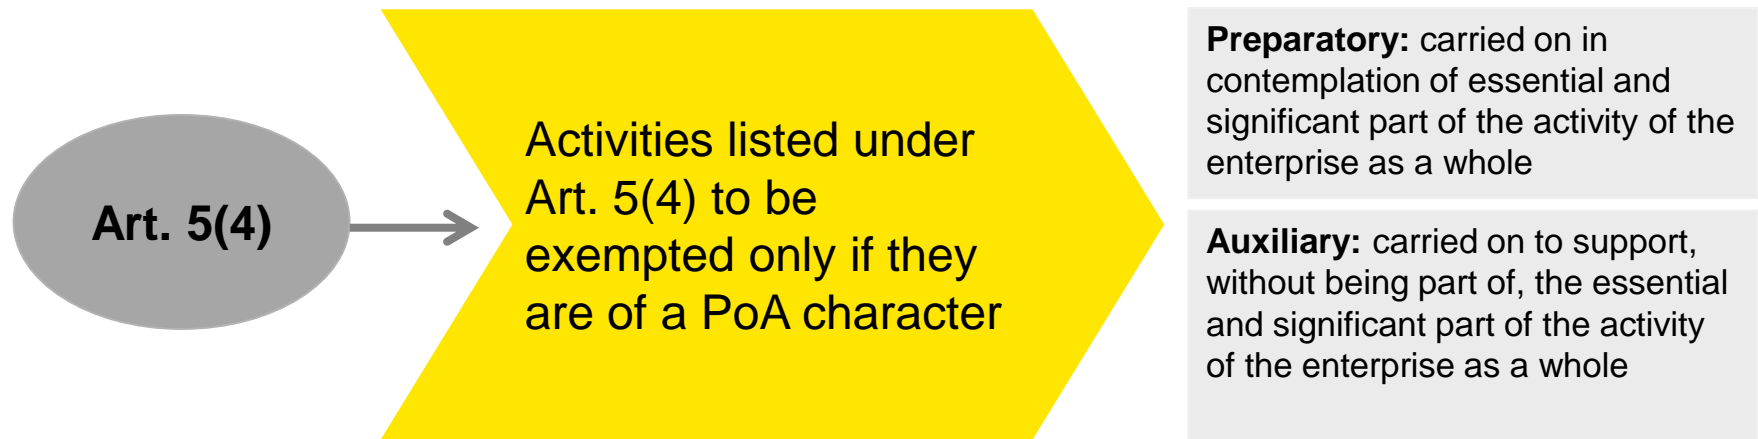 Art. 5(4)
Activities listed under
Art. 5(4) to be
exempted only if they
are of a PoA character
Preparatory: carried on in
contemplation of essential and
significant part of the activity of the
enterprise as a whole
Auxiliary: carried on to support,
without being part of, the essential
and significant part of the activity
of the enterprise as a whole